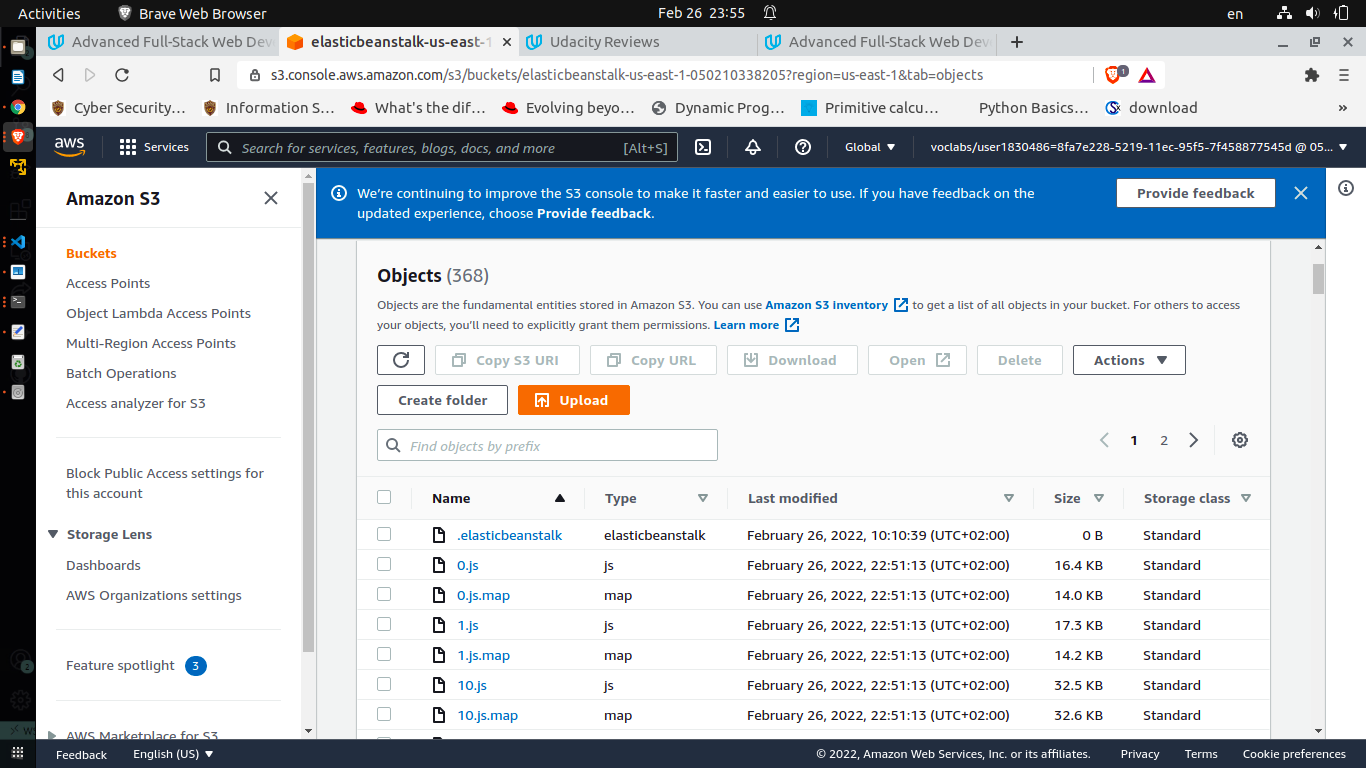 Activities
Brave Web Browser
Feb 26 23:55
en
Advanced Full-Stack Web Dev
elasticbeanstalk-us-east-1
Udacity Reviews
Advanced Full-Stack Web Dev
s3.console.aws.amazon.com/s3/buckets/elasticbeanstalk-us-east-1-050210338205?region=us-east-1&tab=objects
1
Cyber Security…
Information S…
What's the dif…
Evolving beyo…
Dynamic Prog…
Primitive calcu…
Python Basics…
download
»
aws
Services
Search for services, features, blogs, docs, and more
[Alt+S]
Global
voclabs/user1830486=8fa7e228-5219-11ec-95f5-7f458877545d @ 05...
Amazon S3
Buckets
Access Points
Object Lambda Access Points
Multi-Region Access Points
Batch Operations
Access analyzer for S3
Block Public Access settings for
this account
Storage Lens
Dashboards
AWS Organizations settings
Feature spotlight 3
AWS Marketplace for S3
We're continuing to improve the S3 console to make it faster and easier to use. If you have feedback on the
updated experience, choose Provide feedback.
Provide feedback
Objects (368)
Objects are the fundamental entities stored in Amazon S3. You can use Amazon S3 inventory to get a list of all objects in your bucket. For others to access
your objects, you'll need to explicitly grant them permissions. Learn more
Copy S3 URI
Copy URL
Download
Open
Delete
Actions
Create folder
Upload
Find objects by prefix
1 2
Name Type Last modified Size Storage class
.elasticbeanstalk elasticbeanstalk February 26, 2022, 10:10:39 (UTC+02:00) 0 B Standard
0.js js February 26, 2022, 22:51:13 (UTC+02:00) 16.4 KB Standard
0.js.map map February 26, 2022, 22:51:13 (UTC+02:00) 14.0 KB Standard
1.js js February 26, 2022, 22:51:13 (UTC+02:00) 17.3 KB Standard
1.js.map map February 26, 2022, 22:51:13 (UTC+02:00) 14.2 KB Standard
10.js js February 26, 2022, 22:51:13 (UTC+02:00) 32.5 KB Standard
10.js.map map February 26, 2022, 22:51:13 (UTC+02:00) 32.6 KB Standard
Feedback
English (US)
© 2022, Amazon Web Services, Inc. or its affiliates.
Privacy
Terms
Cookie preferences